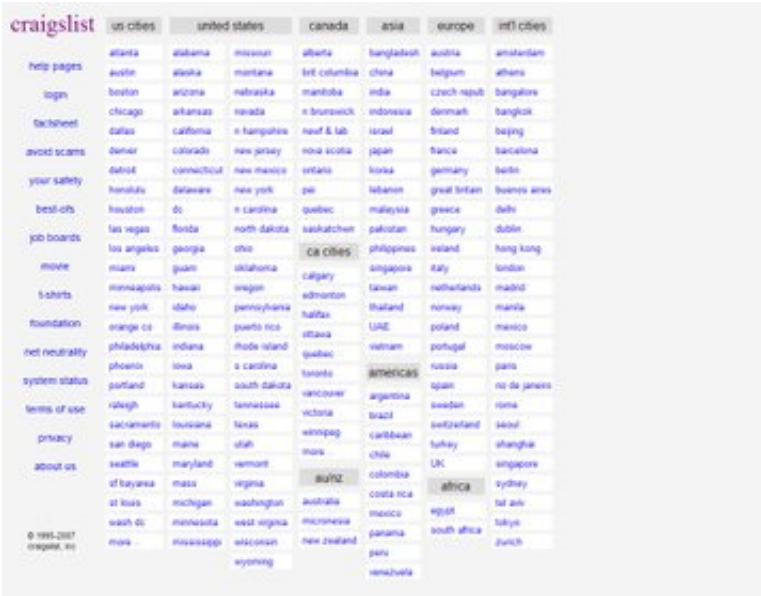 craigslist
help pages
login
factsheet
avoid scams
your safety
best-ofs
job boards
movie
t-shirts
foundation
net neutrality
system status
terms of use
privacy
about us
© 1995-2007
craigslist, inc
us cities
atlanta
austin
boston
chicago
dallas
denver
detroit
honolulu
houston
las vegas
los angeles
miami
minneapolis
new york
orange co
philadelphia
phoenix
portland
raleigh
sacramento
san diego
seattle
sf bayarea
st louis
wash dc
more ...
united states
alabama
alaska
arizona
arkansas
california
colorado
connecticut
delaware
dc
florida
georgia
guam
hawaii
idaho
illinois
indiana
iowa
kansas
kentucky
louisiana
maine
maryland
mass
michigan
minnesota
mississippi
missouri
montana
nebraska
nevada
n hampshire
new jersey
new mexico
new york
n carolina
north dakota
ohio
oklahoma
oregon
pennsylvania
puerto rico
rhode island
s carolina
south dakota
tennessee
texas
utah
vermont
virginia
washington
west virginia
wisconsin
wyoming
canada
alberta
brit columbia
manitoba
n brunswick
newf & lab
nova scotia
ontario
pei
quebec
saskatchwn
ca cities
calgary
edmonton
halifax
ottawa
quebec
toronto
vancouver
victoria
winnipeg
more ...
au/nz
australia
micronesia
new zealand
asia
bangladesh
china
india
indonesia
israel
japan
korea
lebanon
malaysia
pakistan
philippines
singapore
taiwan
thailand
UAE
vietnam
americas
argentina
brazil
caribbean
chile
colombia
costa rica
mexico
panama
peru
venezuela
europe
austria
belgium
czech repub
denmark
finland
france
germany
great britain
greece
hungary
ireland
italy
netherlands
norway
poland
portugal
russia
spain
sweden
switzerland
turkey
UK
africa
egypt
south africa
int'l cities
amsterdam
athens
bangalore
bangkok
beijing
barcelona
berlin
buenos aires
delhi
dublin
hong kong
london
madrid
manila
mexico
moscow
paris
rio de janeiro
rome
seoul
shanghai
singapore
sydney
tel aviv
tokyo
zurich